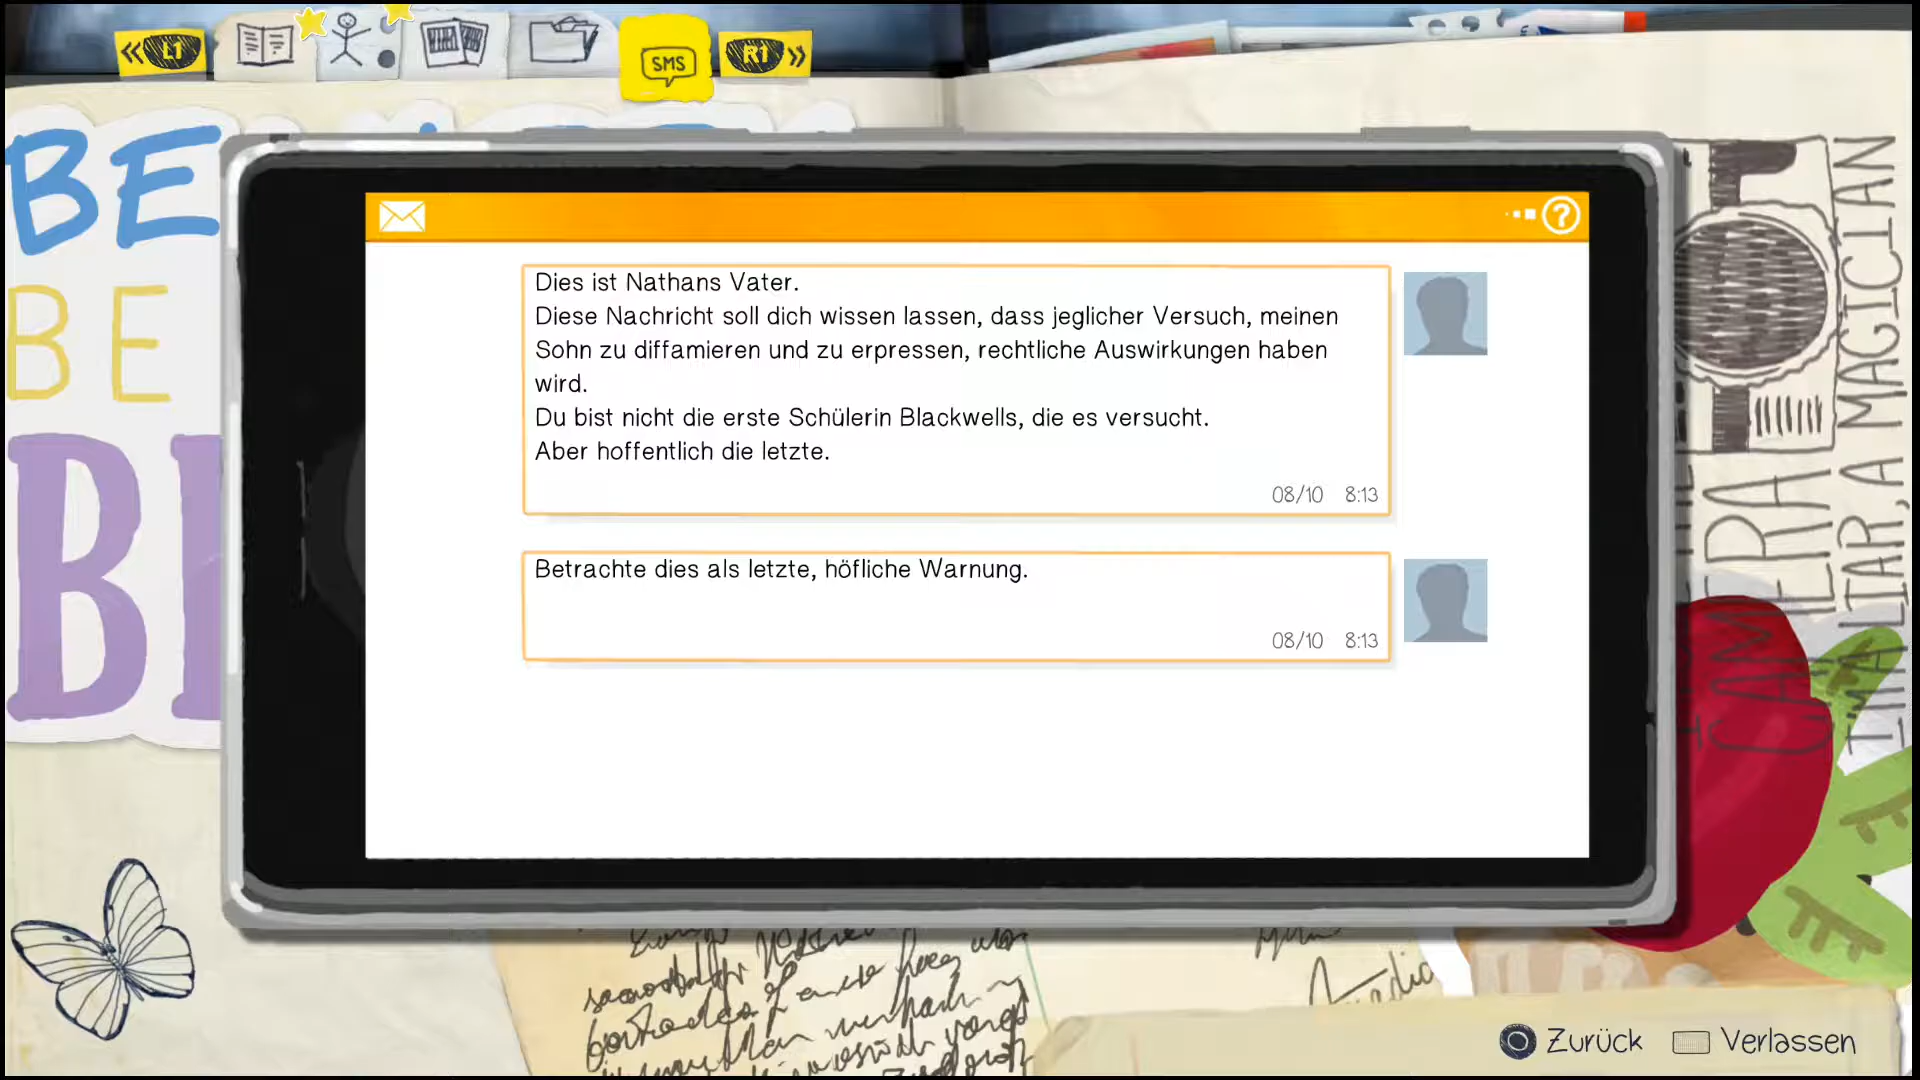 L1
SMS
R1
BE
BE
Dies ist Nathans Vater.
Diese Nachricht soll dich wissen lassen, dass jeglicher Versuch, meinen
Sohn zu diffamieren und zu erpressen, rechtliche Auswirkungen haben
wird.
Du bist nicht die erste Schülerin Blackwells, die es versucht.
Aber hoffentlich die letzte.
08/10 8:13
Betrachte dies als letzte, höfliche Warnung.
08/10 8:13
A MAGICIAN
Zurück
Verlassen